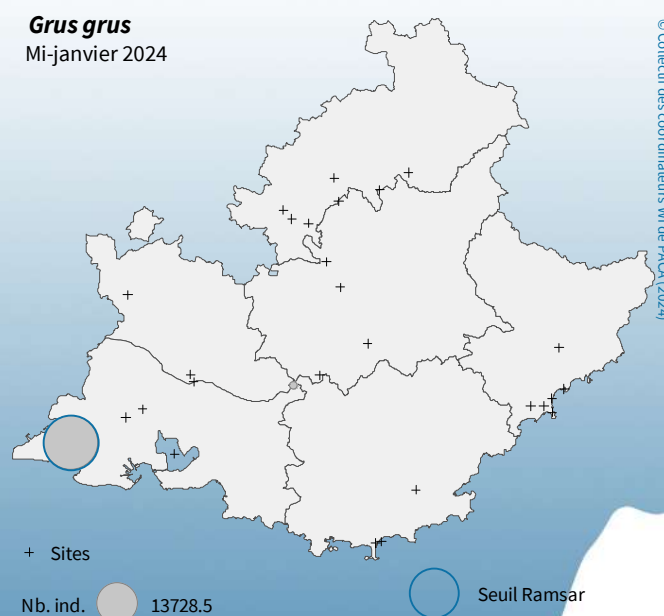 Grus grus
Mi-janvier 2024
© Collectif des coordinateurs WI de PACA (2024)
Sites
Nb. ind. 13728.5
Seuil Ramsar